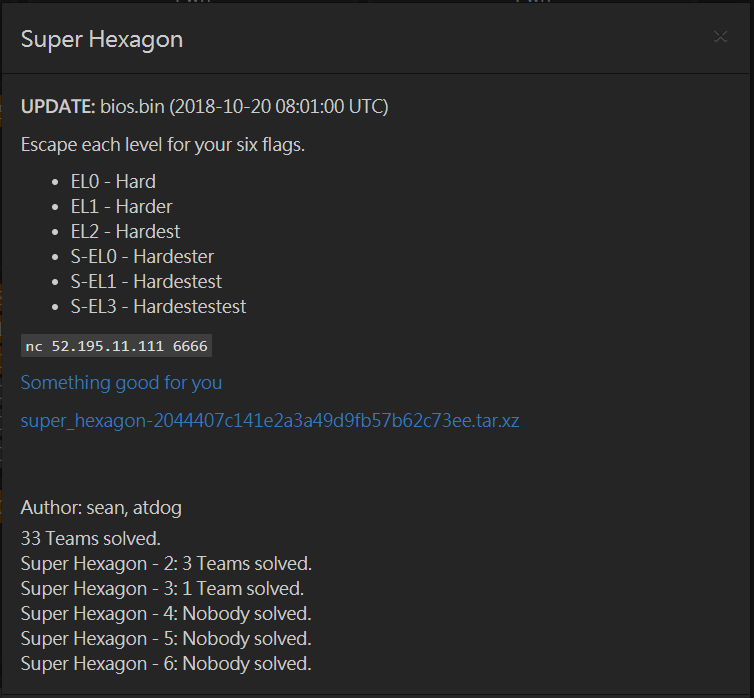 Super Hexagon
UPDATE: bios.bin (2018-10-20 08:01:00 UTC)
Escape each level for your six flags.
• EL0 - Hard
• EL1 - Harder
• EL2 - Hardest
• S-EL0 - Hardester
• S-EL1 - Hardestest
• S-EL3 - Hardestestest
nc 52.195.11.111 6666
Something good for you
super_hexagon-2044407c141e2a3a49d9fb57b62c73ee.tar.xz
Author: sean, atdog
33 Teams solved.
Super Hexagon - 2: 3 Teams solved.
Super Hexagon - 3: 1 Team solved.
Super Hexagon - 4: Nobody solved.
Super Hexagon - 5: Nobody solved.
Super Hexagon - 6: Nobody solved.